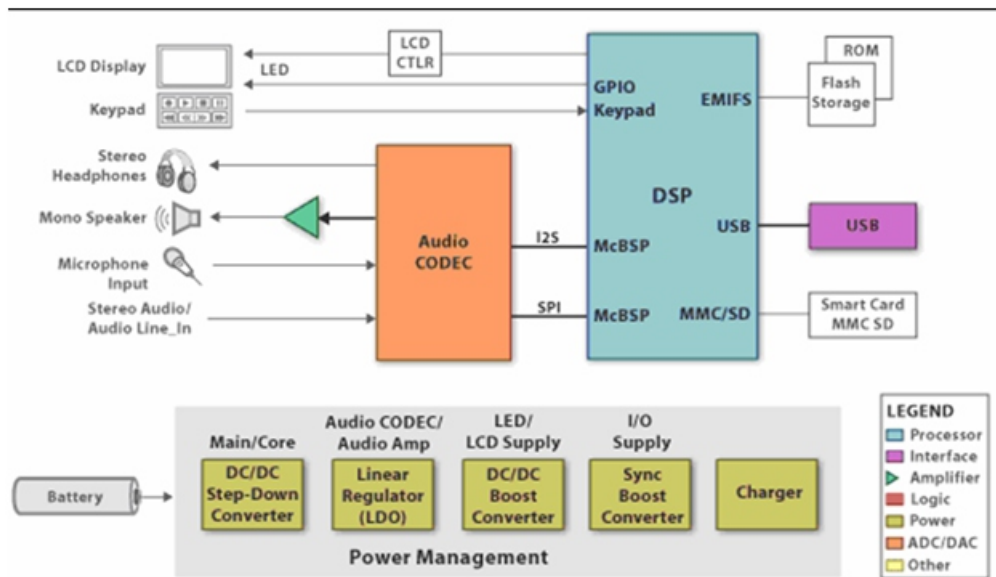 LCD
CTLR
LCD Display
LED
Keypad
GPIO
Keypad
EMIFS
ROM
Flash
Storage
Stereo
Headphones
Mono Speaker
Microphone
Input
Stereo Audio/
Audio Line_In
Audio
CODEC
I2S
SPI
DSP
McBSP
McBSP
USB
MMC/SD
USB
Smart Card
MMC SD
Battery
Main/Core
DC/DC
Step-Down
Converter
Audio CODEC/
Audio Amp
Linear
Regulator
(LDO)
LED/
LCD Supply
DC/DC
Boost
Converter
I/O
Supply
Sync
Boost
Converter
Charger
Power Management
LEGEND
Processor
Interface
Amplifier
Logic
Power
ADC/DAC
Other